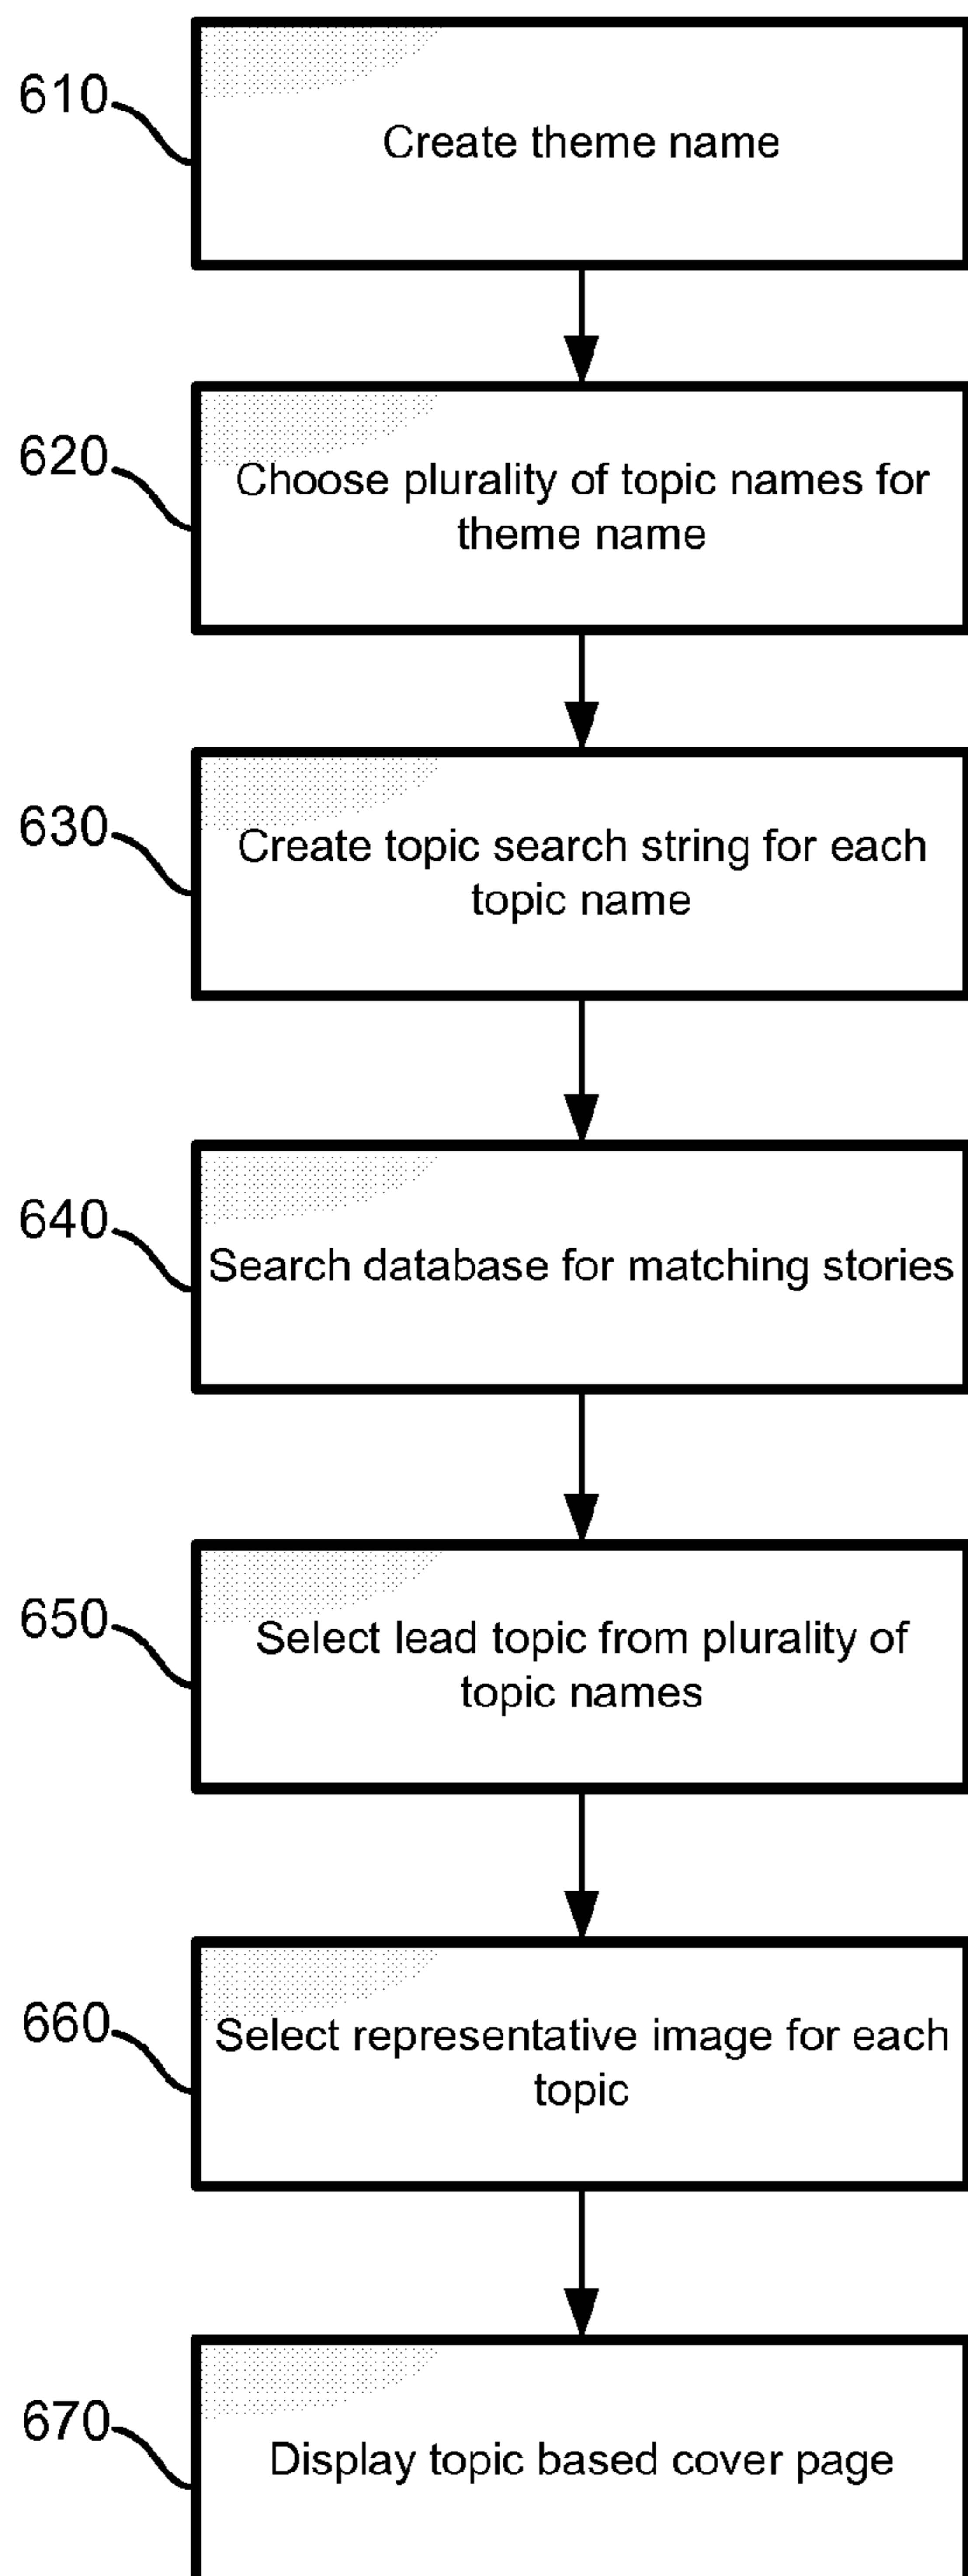 610
Create theme name
620
Choose plurality of topic names for
theme name
630
Create topic search string for each
topic name
640
Search database for matching stories
650
Select lead topic from plurality of
topic names
660
Select representative image for each
topic
670
Display topic based cover page